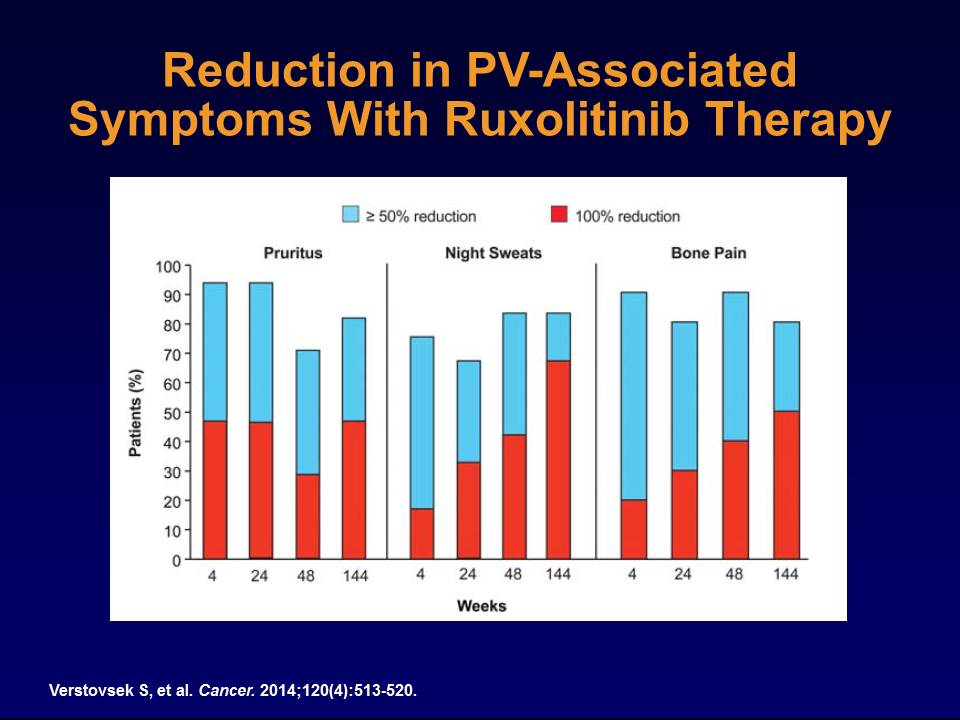 Reduction in PV-Associated
Symptoms With Ruxolitinib Therapy
≥ 50% reduction 100% reduction
Pruritus Night Sweats Bone Pain
Patients (%)
100
90
80
70
60
50
40
30
20
10
0
4 24 48 144 4 24 48 144 4 24 48 144
Weeks
Verstovsek S, et al. Cancer. 2014;120(4):513-520.